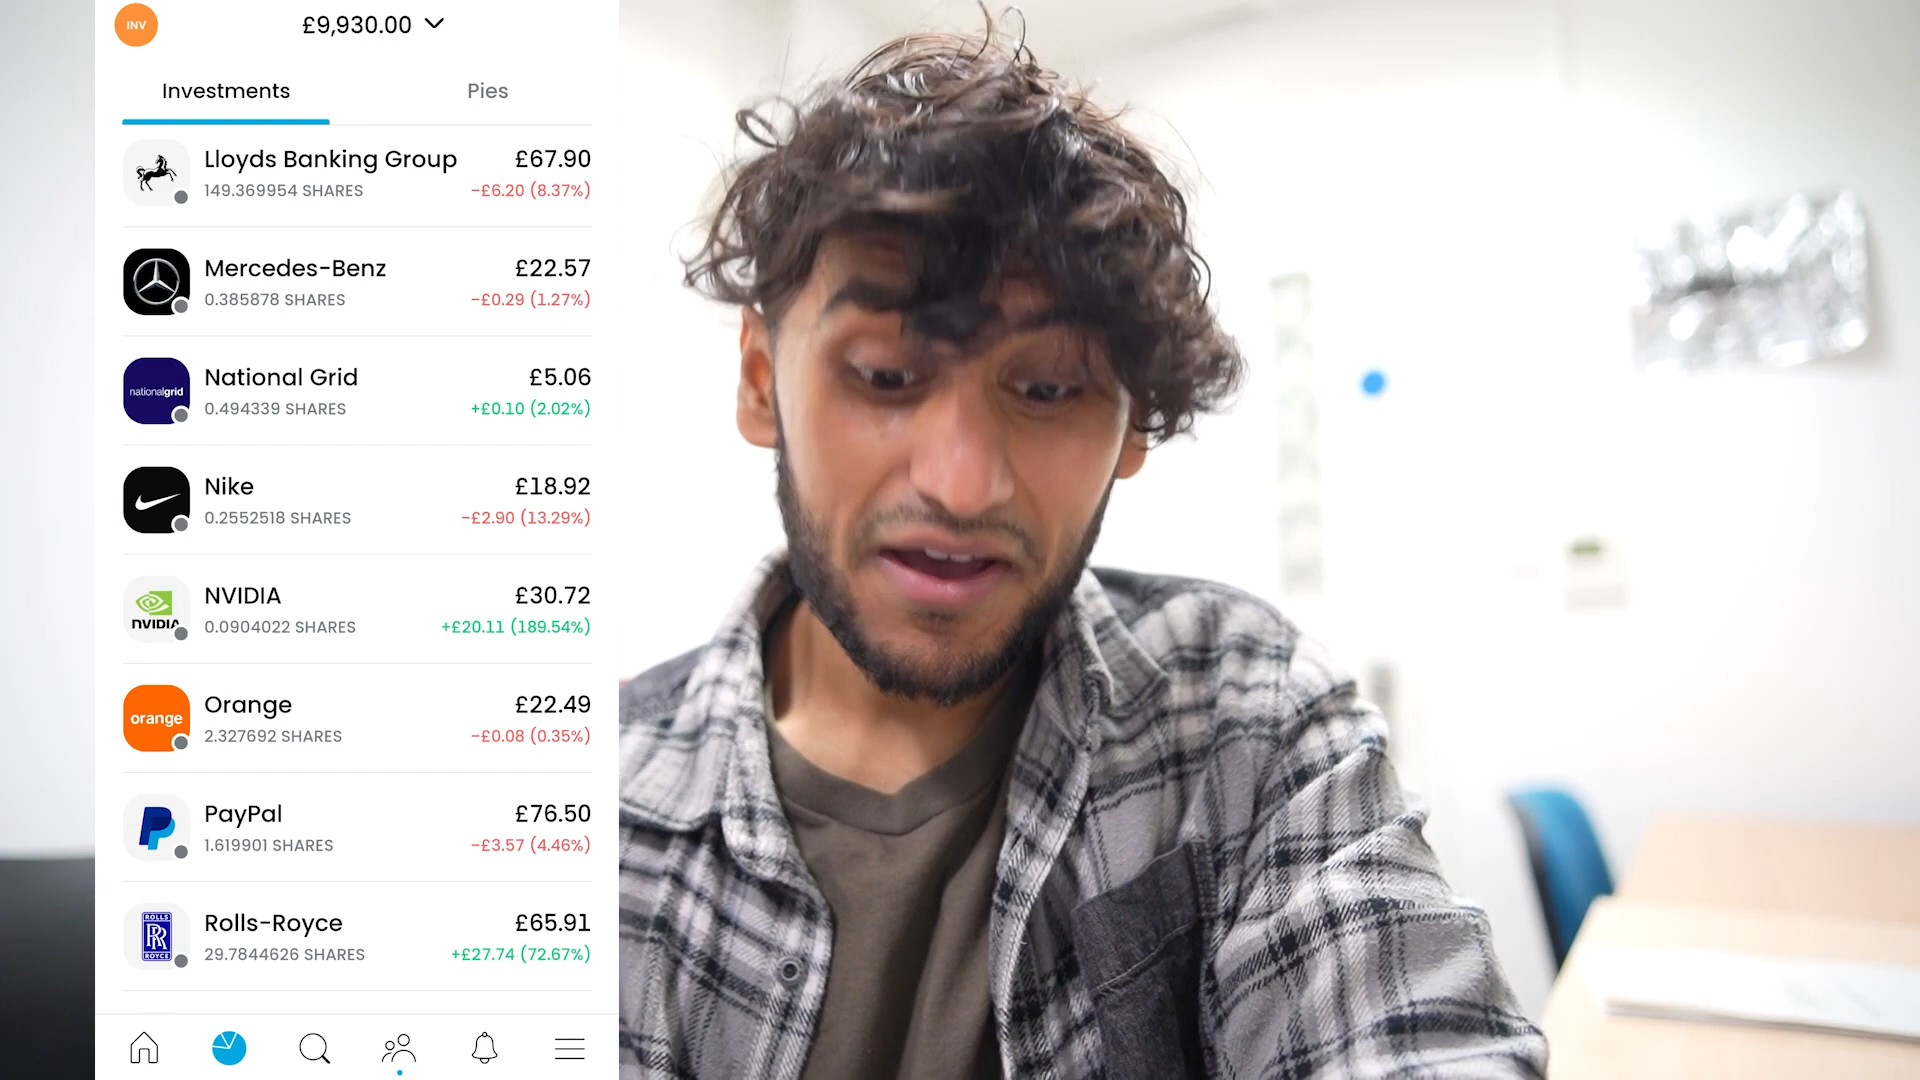 INV
£9,930.00
Investments
Pies
Lloyds Banking Group
£67.90
149.369954 SHARES
−£6.20 (8.37%)
Mercedes-Benz
£22.57
0.385878 SHARES
−£0.29 (1.27%)
nationalgrid
National Grid
£5.06
0.494339 SHARES
+£0.10 (2.02%)
Nike
£18.92
0.2552518 SHARES
−£2.90 (13.29%)
NVIDIA
NVIDIA
£30.72
0.0904022 SHARES
+£20.11 (189.54%)
orange
Orange
£22.49
2.327692 SHARES
−£0.08 (0.35%)
PayPal
£76.50
1.619901 SHARES
−£3.57 (4.46%)
ROLLS
RR
ROYCE
Rolls-Royce
£65.91
29.7844626 SHARES
+£27.74 (72.67%)